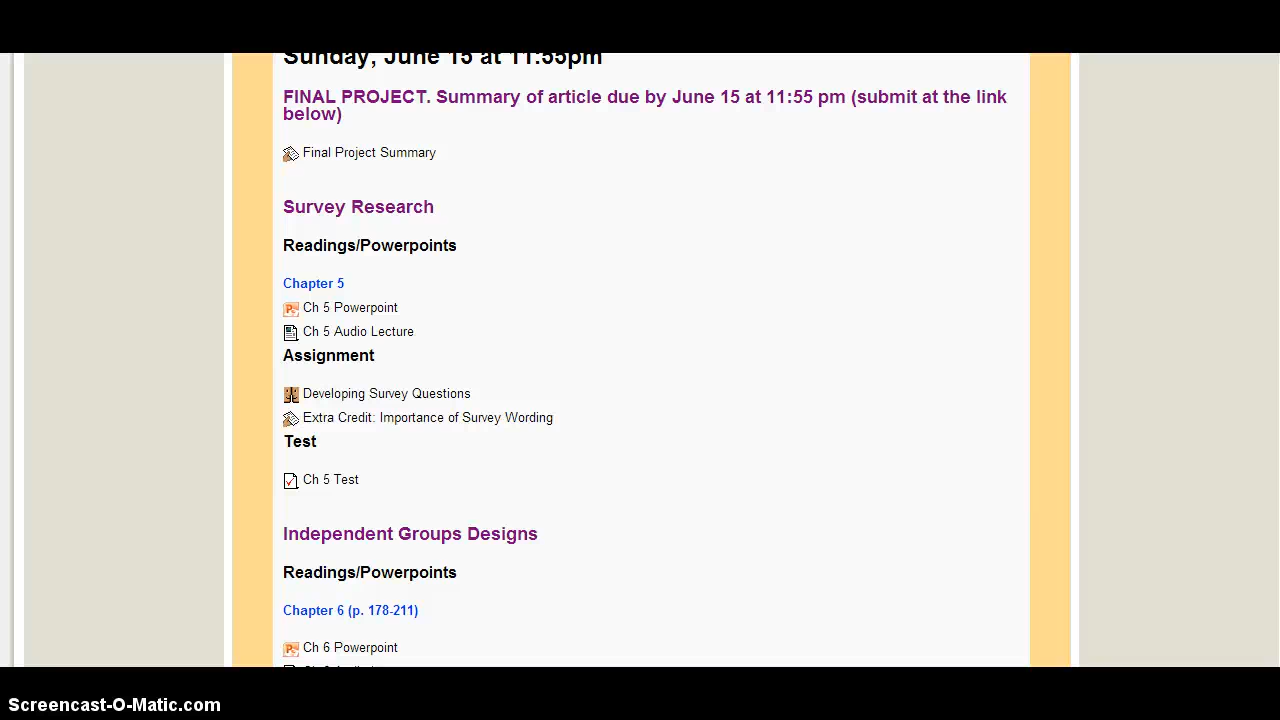 Sunday, June 15 at 11:55pm
FINAL PROJECT. Summary of article due by June 15 at 11:55 pm (submit at the link
below)
Final Project Summary
Survey Research
Readings/Powerpoints
Chapter 5
Ch 5 Powerpoint
Ch 5 Audio Lecture
Assignment
Developing Survey Questions
Extra Credit: Importance of Survey Wording
Test
Ch 5 Test
Independent Groups Designs
Readings/Powerpoints
Chapter 6 (p. 178-211)
Ch 6 Powerpoint
Screencast-O-Matic.com